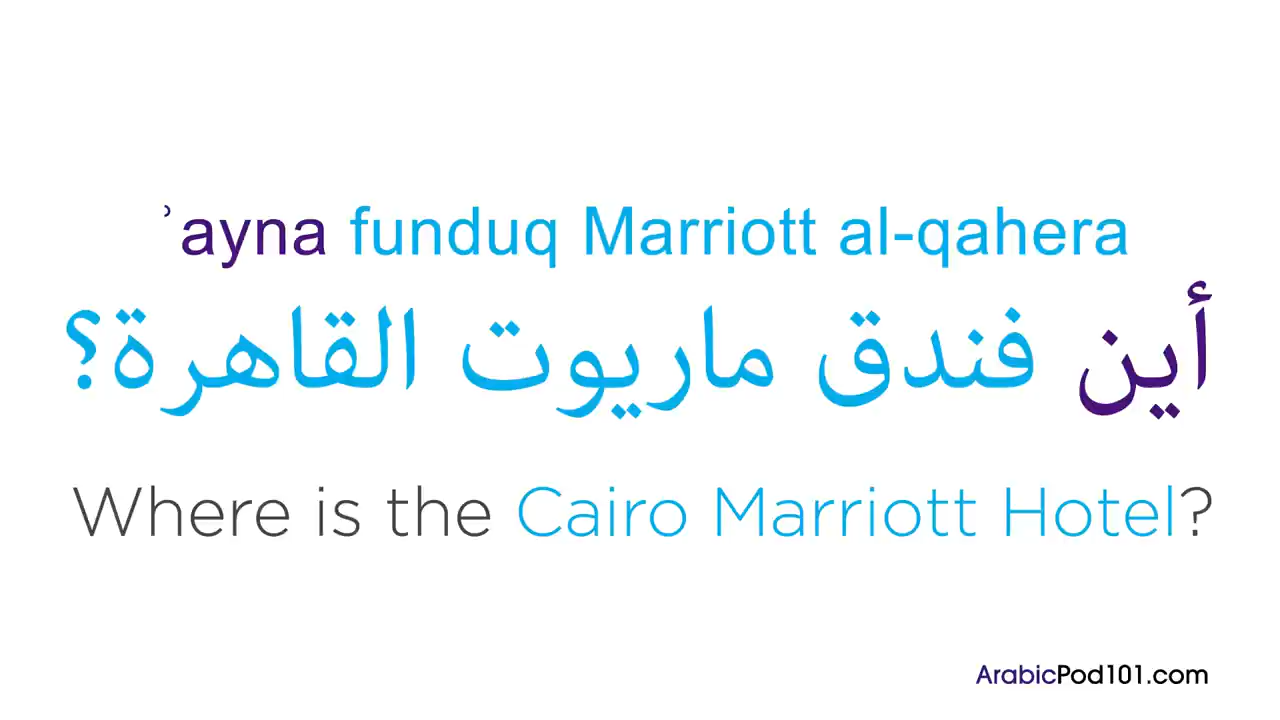 ʾayna funduq Marriott al-qahera
أين فندق ماريوت القاهرة؟
Where is the Cairo Marriott Hotel?
ArabicPod101.com